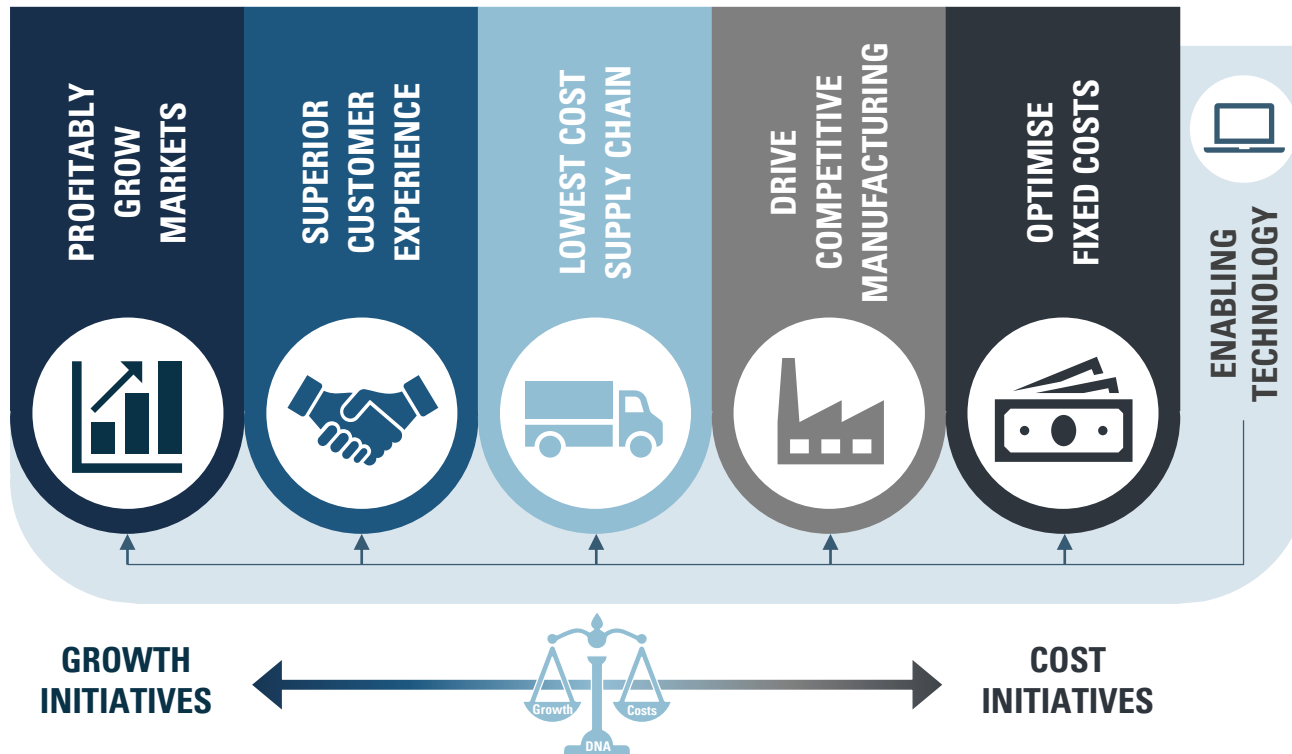 PROFITABLY
GROW
MARKETS
SUPERIOR
CUSTOMER
EXPERIENCE
LOWEST COST
SUPPLY CHAIN
DRIVE
COMPETITIVE
MANUFACTURING
OPTIMISE
FIXED COSTS
ENABLING
TECHNOLOGY
GROWTH
INITIATIVES
Growth
Costs
DNA
COST
INITIATIVES